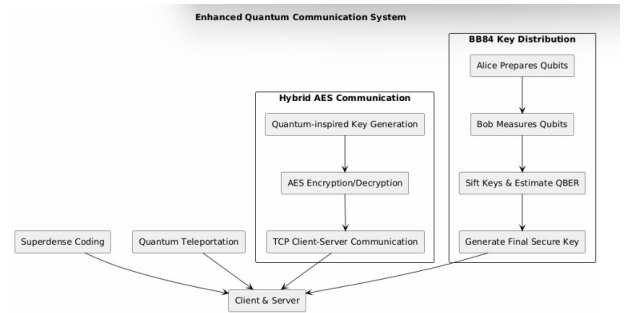 Enhanced Quantum Communication System
BB84 Key Distribution
Alice Prepares Qubits
Hybrid AES Communication
Quantum-inspired Key Generation
Bob Measures Qubits
AES Encryption/Decryption
Sift Keys & Estimate QBER
Superdense Coding
Quantum Teleportation
TCP Client-Server Communication
Generate Final Secure Key
Client & Server